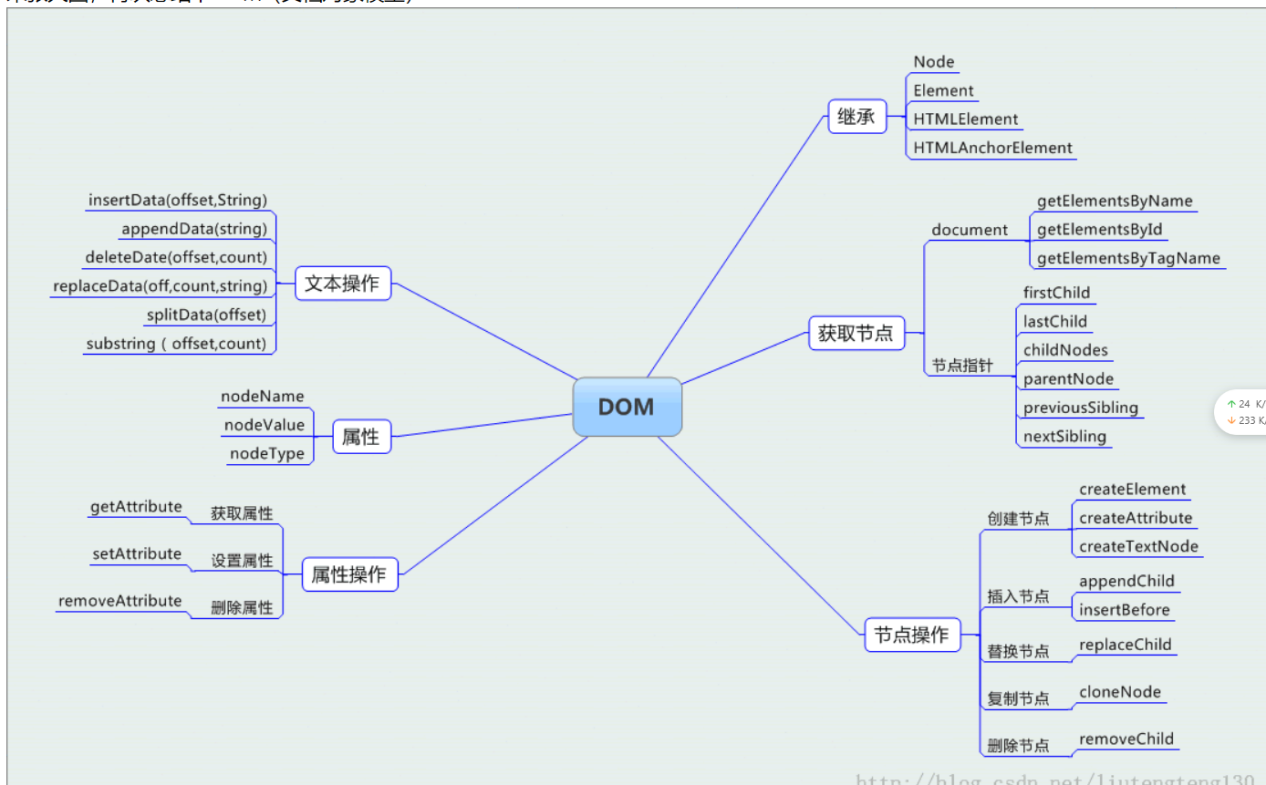 DOM
继承
Node
Element
HTMLElement
HTMLAnchorElement
获取节点
document
getElementsByName
getElementsById
getElementsByTagName
节点指针
firstChild
lastChild
childNodes
parentNode
previousSibling
nextSibling
节点操作
创建节点
createElement
createAttribute
createTextNode
插入节点
appendChild
insertBefore
替换节点
replaceChild
复制节点
cloneNode
删除节点
removeChild
文本操作
insertData(offset,String)
appendData(string)
deleteDate(offset,count)
replaceData(off,count,string)
splitData(offset)
substring ( offset,count)
属性
nodeName
nodeValue
nodeType
属性操作
getAttribute 获取属性
setAttribute 设置属性
removeAttribute 删除属性
↑ 24 K/
↓ 233 K/
http://blog.csdn.net/liutengteng130